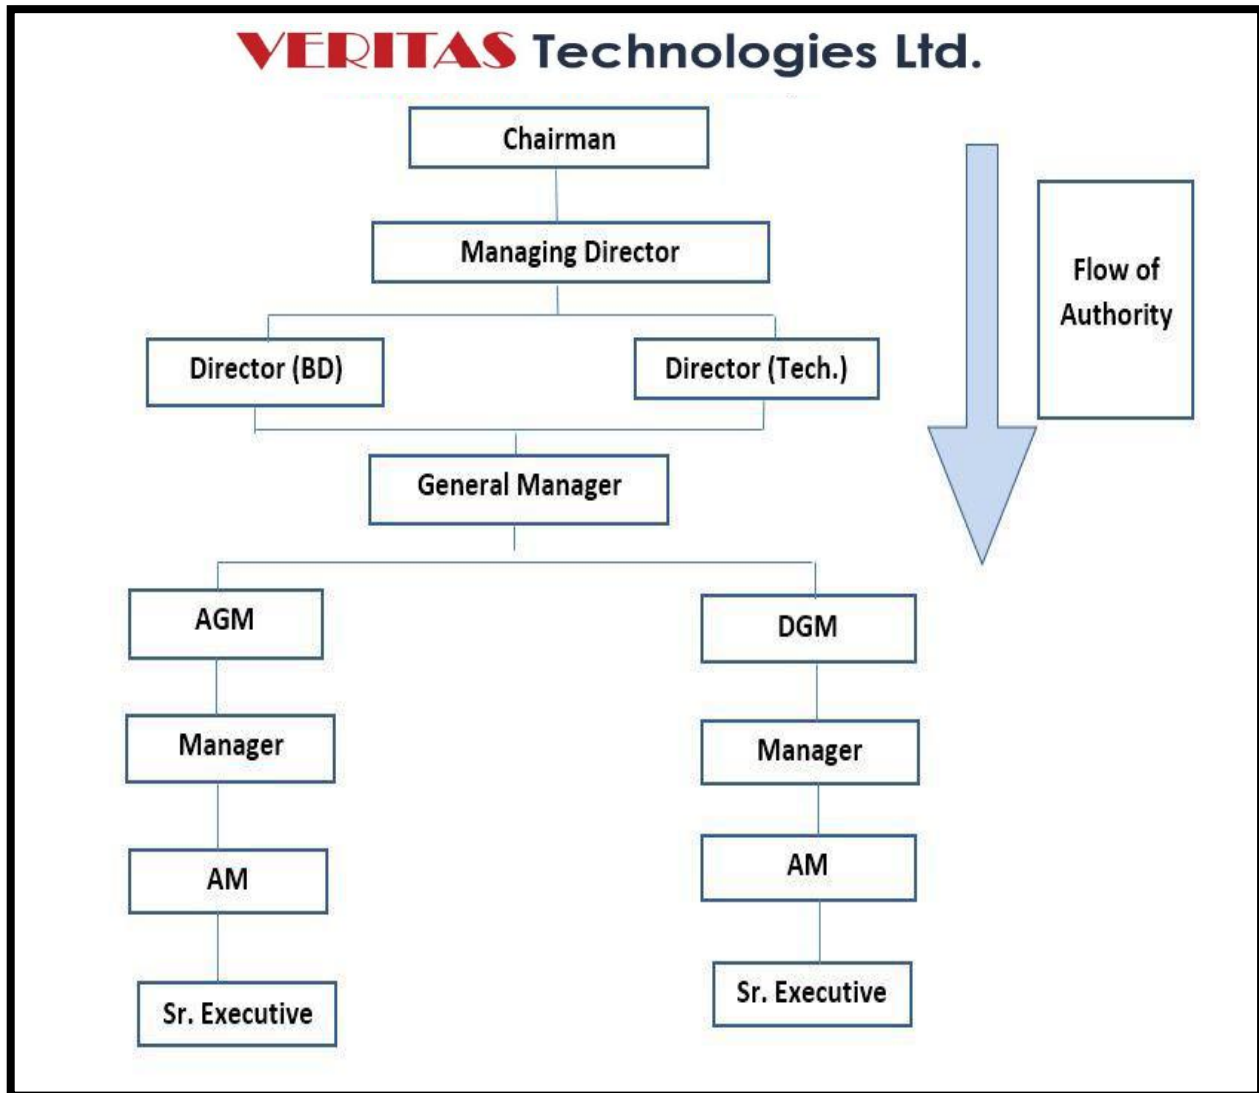 VERITAS Technologies Ltd.
Chairman
Managing Director
Director (BD)
Director (Tech.)
General Manager
AGM
DGM
Manager
Manager
AM
AM
Sr. Executive
Sr. Executive
Flow of
Authority